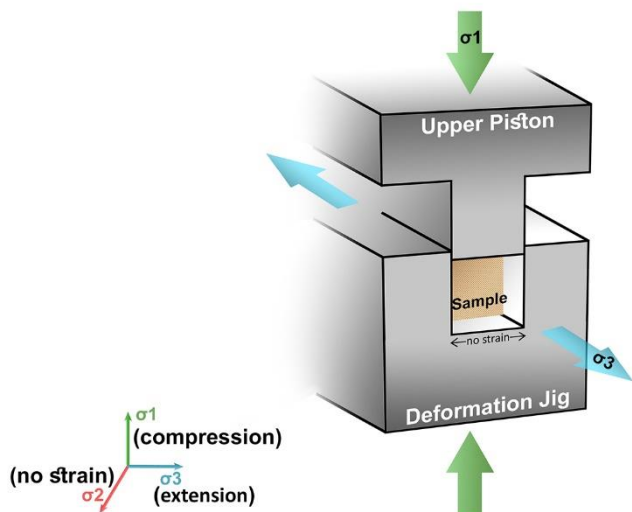 σ1
Upper Piston
Sample
no strain
σ3
Deformation Jig
σ1
(compression)
(no strain)
σ3
σ2
(extension)